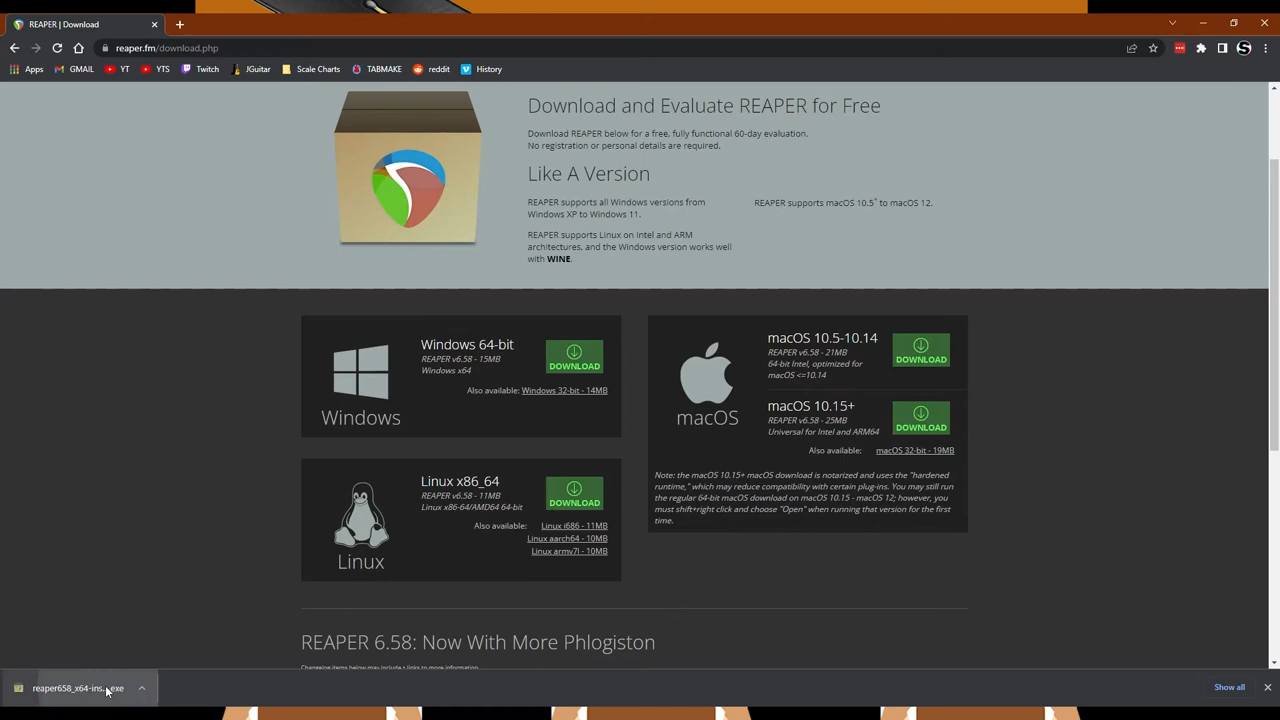 REAPER | Download
reaper.fm/download.php
Apps
GMAIL
YT
YTS
Twitch
JGuitar
Scale Charts
TABMAKE
reddit
History
Download and Evaluate REAPER for Free
Download REAPER below for a free, fully functional 60-day evaluation.
No registration or personal details are required.
Like A Version
REAPER supports all Windows versions from
Windows XP to Windows 11.
REAPER supports Linux on Intel and ARM
architectures, and the Windows version works well
with WINE.
REAPER supports macOS 10.5* to macOS 12.
Windows
Windows 64-bit
REAPER v6.58 - 15MB
Windows x64
DOWNLOAD
Also available: Windows 32-bit - 14MB
Linux
Linux x86_64
REAPER v6.58 - 11MB
Linux x86-64/AMD64 64-bit
DOWNLOAD
Also available: Linux i686 - 11MB
Linux aarch64 - 10MB
Linux armv7l - 10MB
macOS
macOS 10.5-10.14
REAPER v6.58 - 21MB
64-bit Intel, optimized for
macOS <=10.14
DOWNLOAD
macOS 10.15+
REAPER v6.58 - 25MB
Universal for Intel and ARM64
DOWNLOAD
Also available: macOS 32-bit - 19MB
Note: the macOS 10.15+ macOS download is notarized and uses the "hardened
runtime," which may reduce compatibility with certain plug-ins. You may still run
the regular 64-bit macOS download on macOS 10.15 - macOS 12; however, you
must shift+right click and choose "Open" when running that version for the first
time.
REAPER 6.58: Now With More Phlogiston
Changelog items below may include + links to more information.
reaper658_x64-ins....exe
Show all